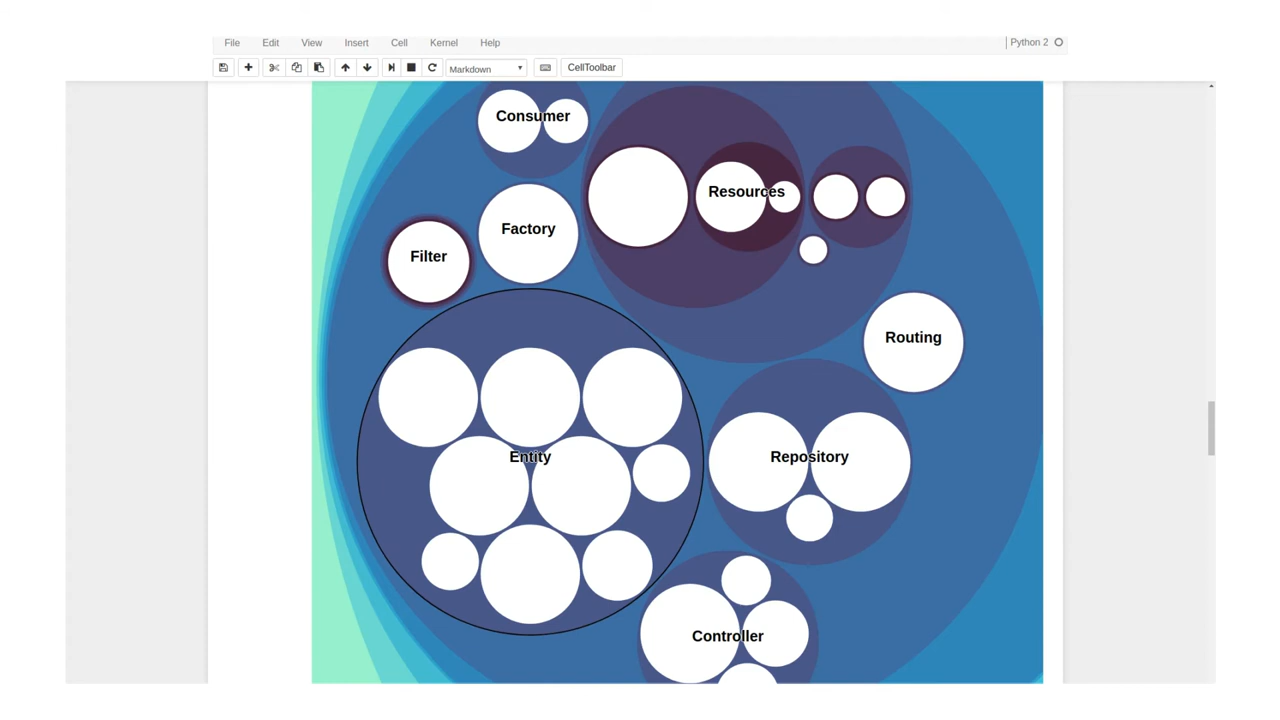 File Edit View Insert Cell Kernel Help Python 2
Markdown CellToolbar
Consumer
Resources
Factory
Filter
Routing
Entity
Repository
Controller